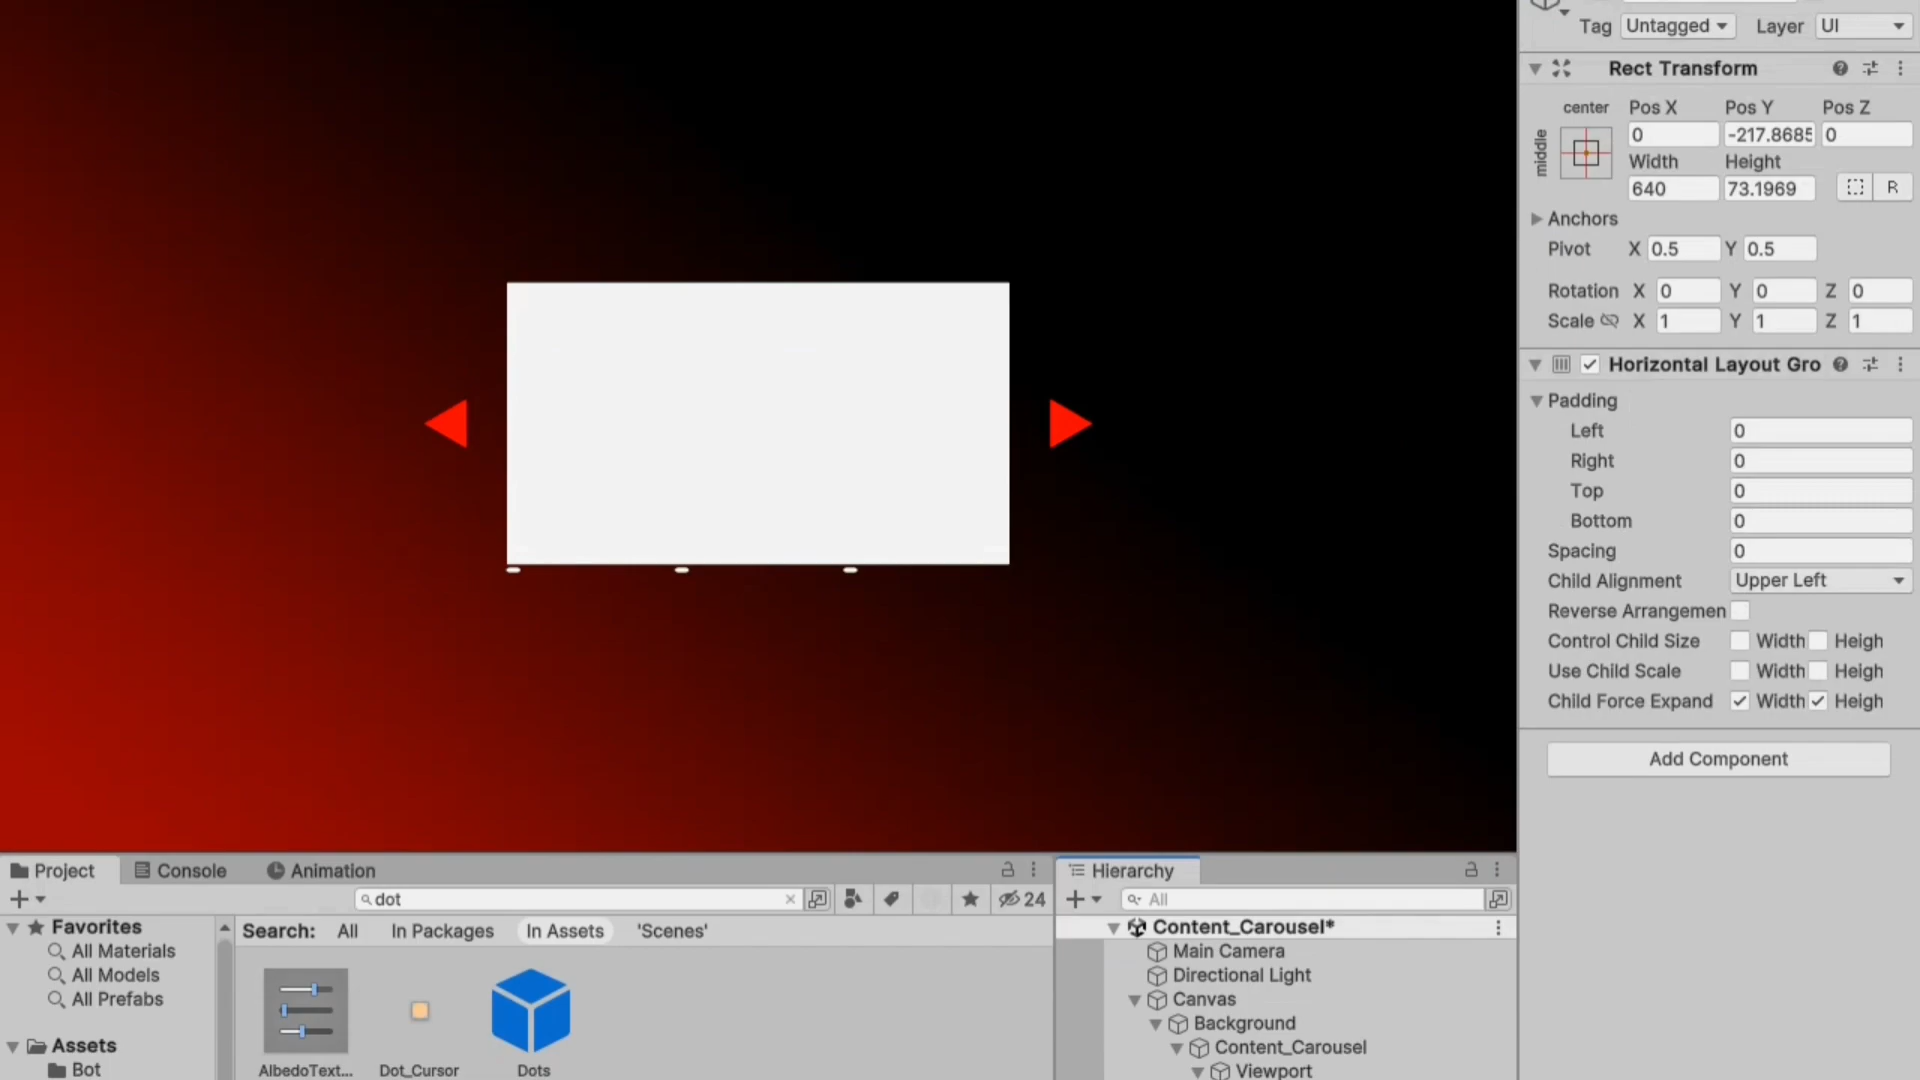 Tag Untagged Layer UI
Rect Transform
center Pos X Pos Y Pos Z
middle
0 -217.8685 0
Width Height
640 73.1969 R
Anchors
Pivot X 0.5 Y 0.5
Rotation X 0 Y 0 Z 0
Scale X 1 Y 1 Z 1
Horizontal Layout Gro
Padding
Left 0
Right 0
Top 0
Bottom 0
Spacing 0
Child Alignment Upper Left
Reverse Arrangemen
Control Child Size Width Heigh
Use Child Scale Width Heigh
Child Force Expand Width Heigh
Add Component
Project Console Animation
dot 24
Favorites
All Materials
All Models
All Prefabs
Assets
Bot
Search: All In Packages In Assets 'Scenes'
AlbedoText... Dot_Cursor Dots
Hierarchy
All
Content_Carousel*
Main Camera
Directional Light
Canvas
Background
Content_Carousel
Viewport